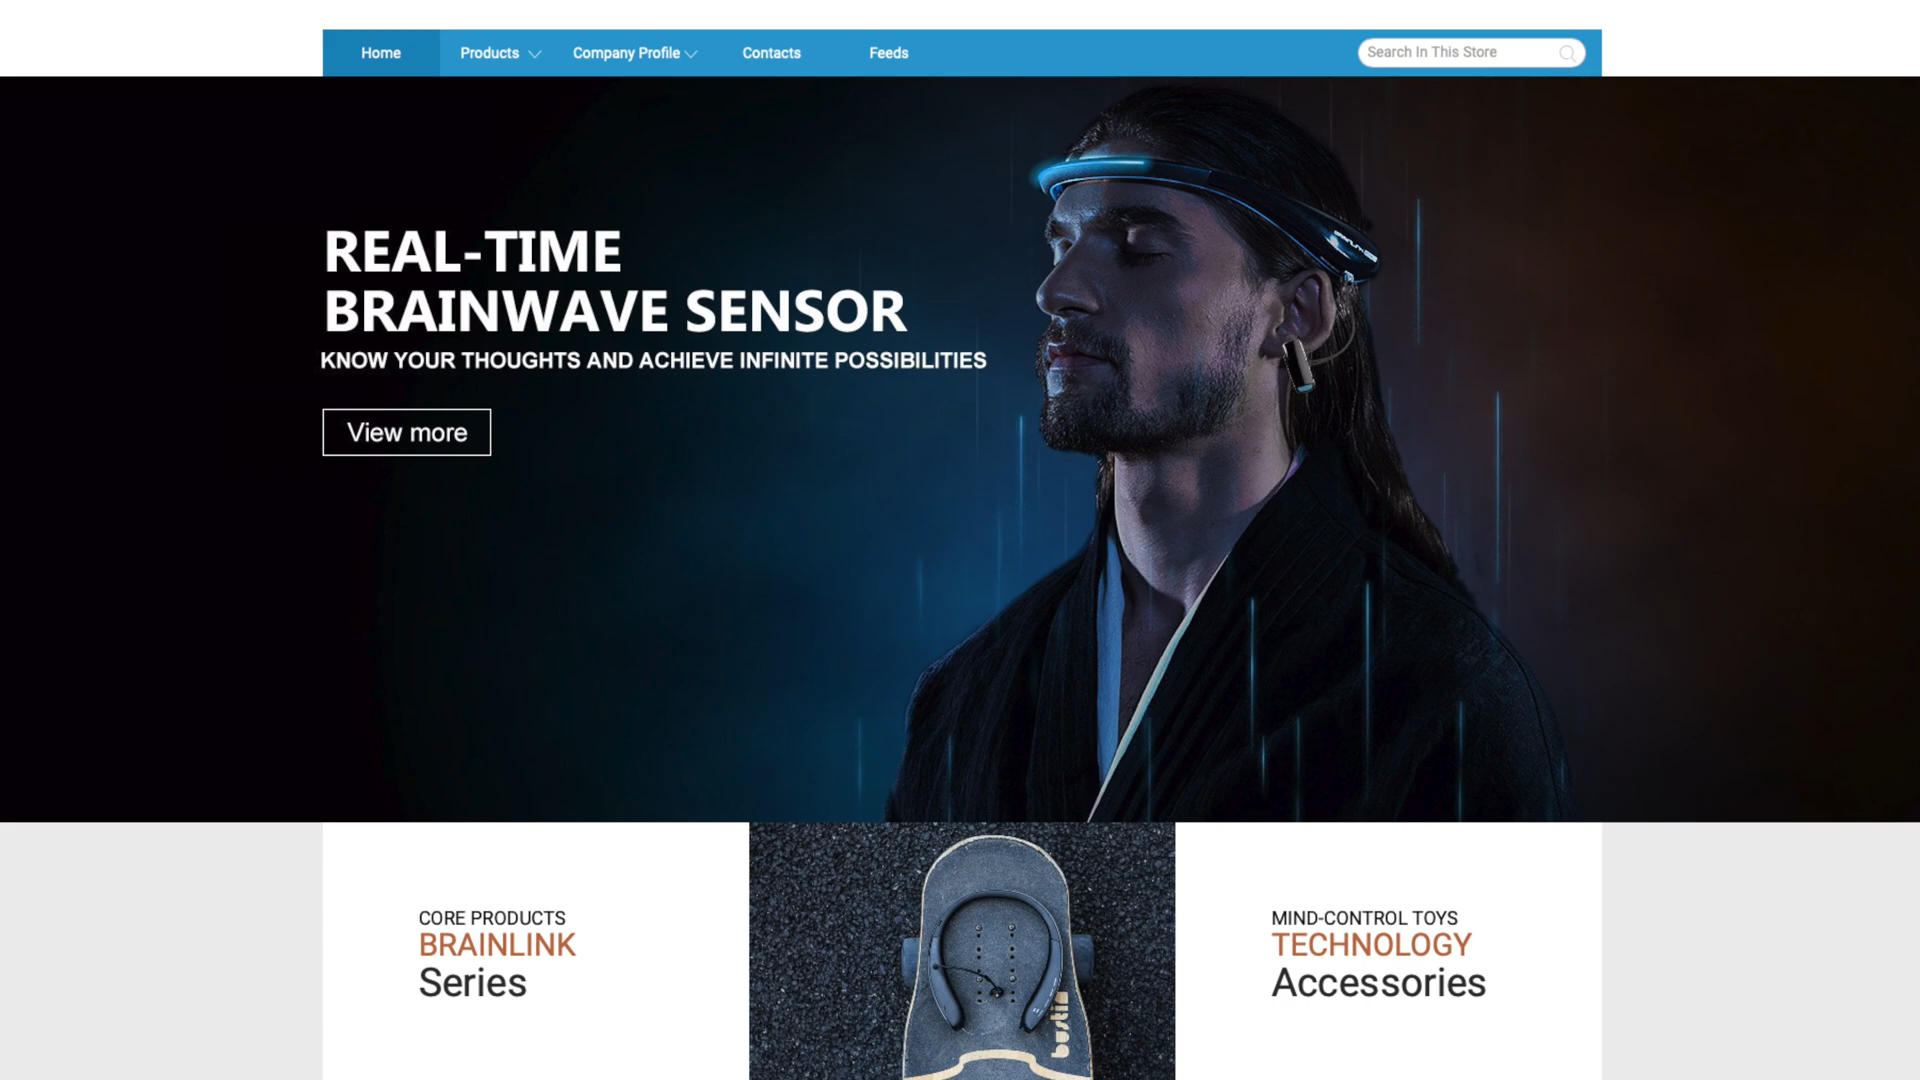 Home Products Company Profile Contacts Feeds Search In This Store
REAL-TIME
BRAINWAVE SENSOR
KNOW YOUR THOUGHTS AND ACHIEVE INFINITE POSSIBILITIES
View more
CORE PRODUCTS
BRAINLINK
Series
bustin
MIND-CONTROL TOYS
TECHNOLOGY
Accessories